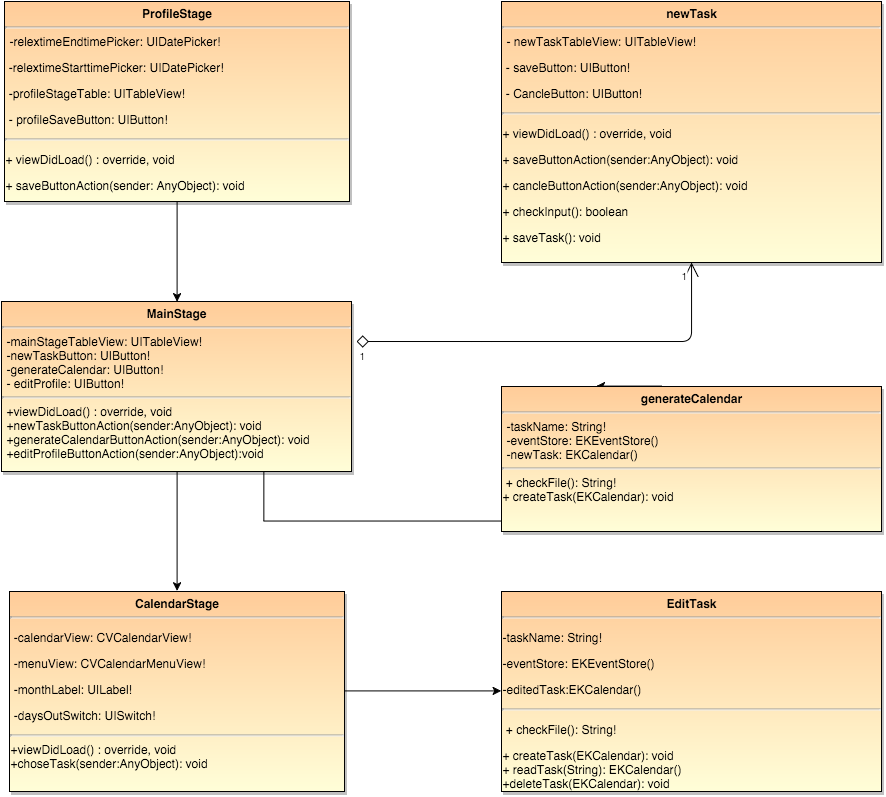 ProfileStage
-relextimeEndtimePicker: UIDatePicker!
-relextimeStarttimePicker: UIDatePicker!
-profileStageTable: UITableView!
- profileSaveButton: UIButton!
+ viewDidLoad() : override, void
+ saveButtonAction(sender: AnyObject): void
newTask
- newTaskTableView: UITableView!
- saveButton: UIButton!
- CancleButton: UIButton!
+ viewDidLoad() : override, void
+ saveButtonAction(sender:AnyObject): void
+ cancleButtonAction(sender:AnyObject): void
+ checkInput(): boolean
+ saveTask(): void
1
MainStage
-mainStageTableView: UITableView!
-newTaskButton: UIButton!
-generateCalendar: UIButton!
- editProfile: UIButton!
+viewDidLoad() : override, void
+newTaskButtonAction(sender:AnyObject): void
+generateCalendarButtonAction(sender:AnyObject): void
+editProfileButtonAction(sender:AnyObject):void
1
generateCalendar
-taskName: String!
-eventStore: EKEventStore()
-newTask: EKCalendar()
+ checkFile(): String!
+ createTask(EKCalendar): void
CalendarStage
-calendarView: CVCalendarView!
-menuView: CVCalendarMenuView!
-monthLabel: UILabel!
-daysOutSwitch: UISwitch!
+viewDidLoad() : override, void
+choseTask(sender:AnyObject): void
EditTask
-taskName: String!
-eventStore: EKEventStore()
-editedTask:EKCalendar()
+ checkFile(): String!
+ createTask(EKCalendar): void
+ readTask(String): EKCalendar()
+deleteTask(EKCalendar): void